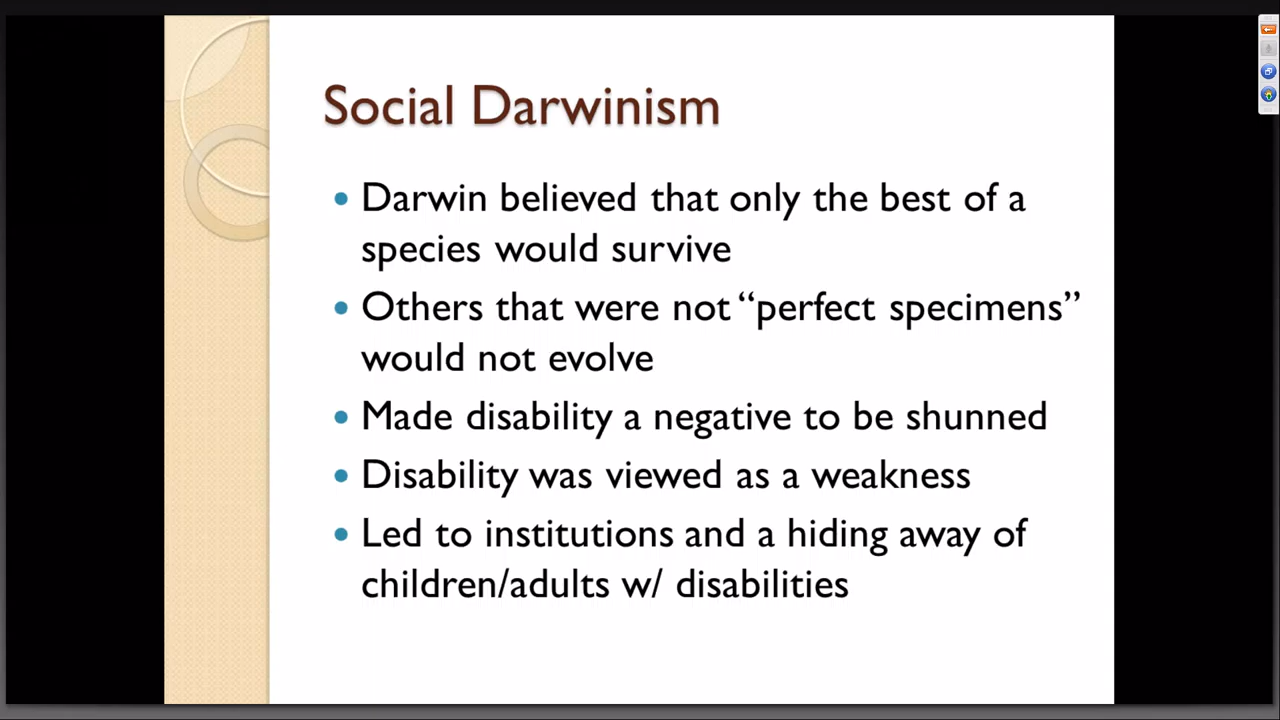 Social Darwinism
• Darwin believed that only the best of a
species would survive
• Others that were not “perfect specimens”
would not evolve
• Made disability a negative to be shunned
• Disability was viewed as a weakness
• Led to institutions and a hiding away of
children/adults w/ disabilities